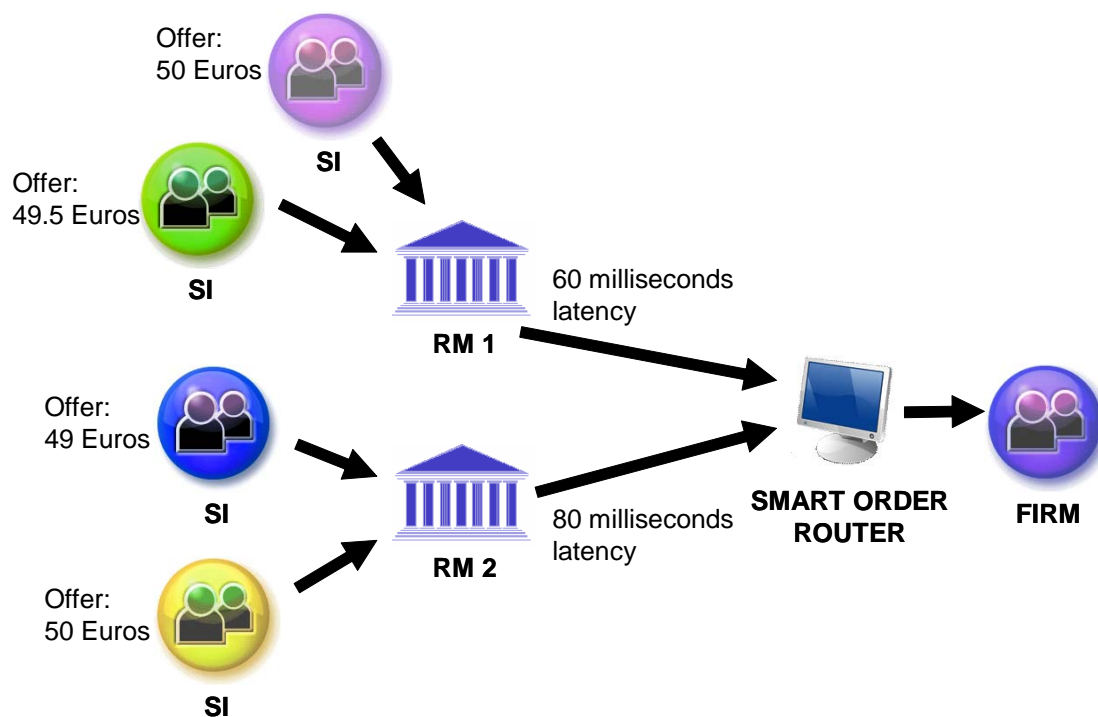 Offer:
50 Euros
SI
Offer:
49.5 Euros
SI
60 milliseconds
latency
RM 1
Offer:
49 Euros
SI
80 milliseconds
latency
RM 2
SMART ORDER
ROUTER
FIRM
Offer:
50 Euros
SI